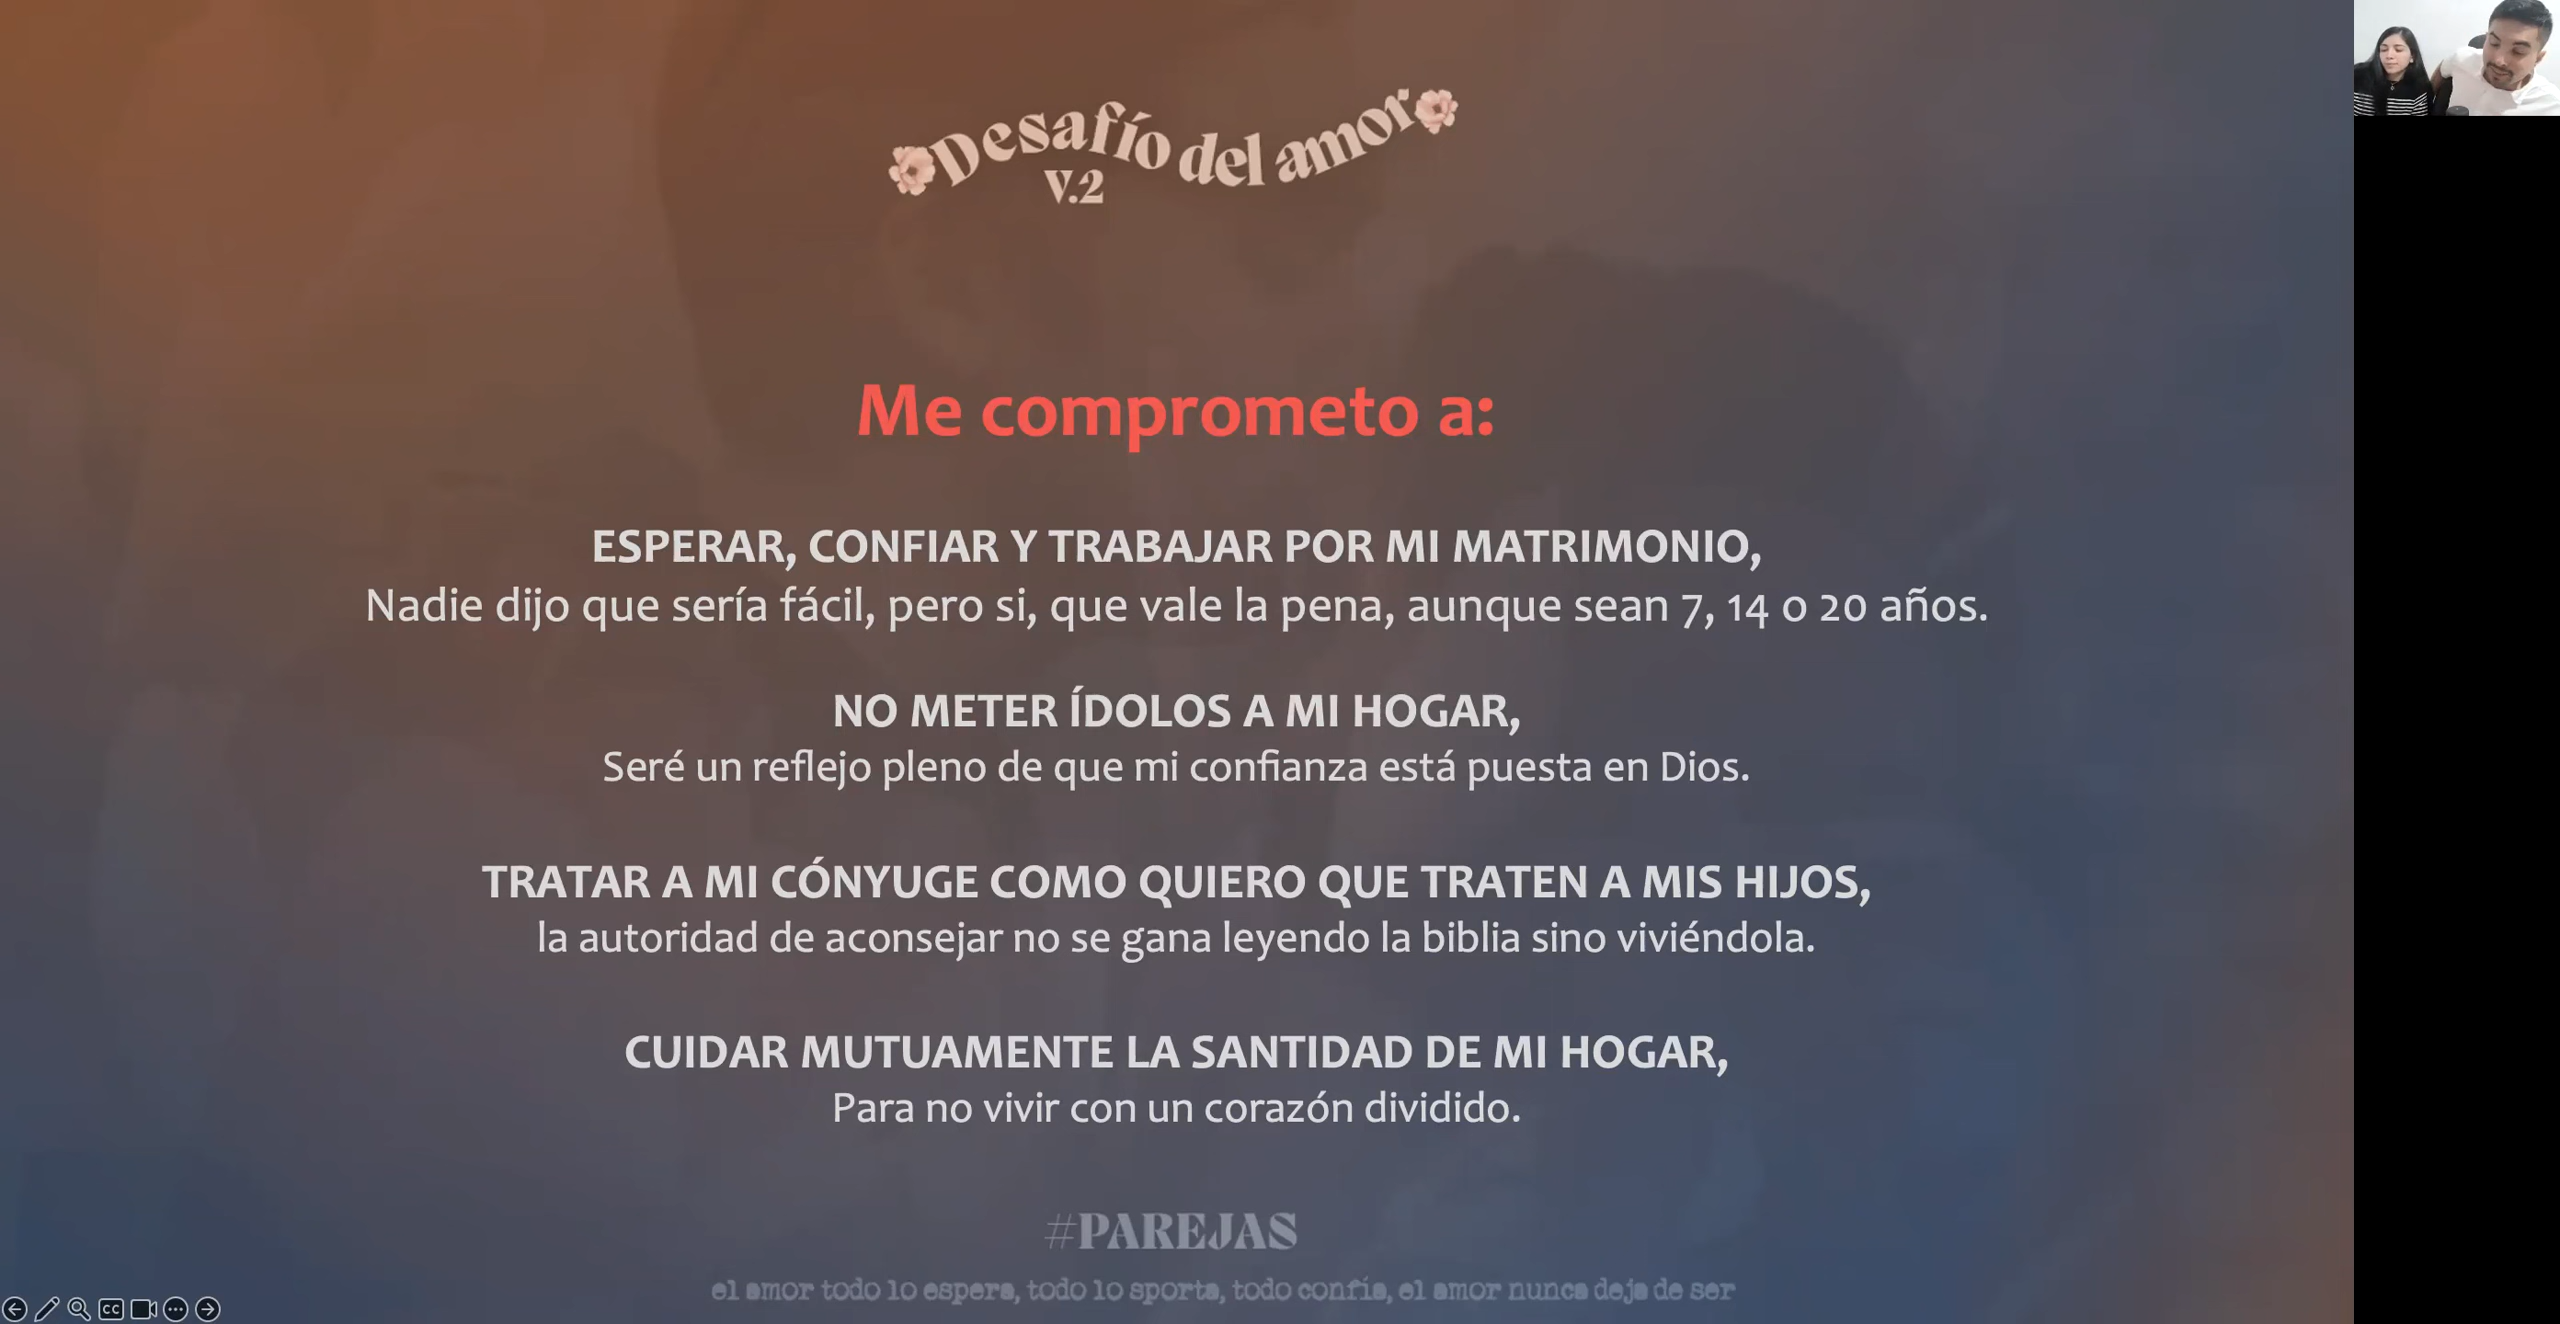 Desafío del amor
V.2
Me comprometo a:
ESPERAR, CONFIAR Y TRABAJAR POR MI MATRIMONIO,
Nadie dijo que sería fácil, pero si, que vale la pena, aunque sean 7, 14 o 20 años.
NO METER ÍDOLOS A MI HOGAR,
Seré un reflejo pleno de que mi confianza está puesta en Dios.
TRATAR A MI CÓNYUGE COMO QUIERO QUE TRATEN A MIS HIJOS,
la autoridad de aconsejar no se gana leyendo la biblia sino viviéndola.
CUIDAR MUTUAMENTE LA SANTIDAD DE MI HOGAR,
Para no vivir con un corazón dividido.
#PAREJAS
el amor todo lo espera, todo lo sporta, todo confía, el amor nunca deja de ser
CC